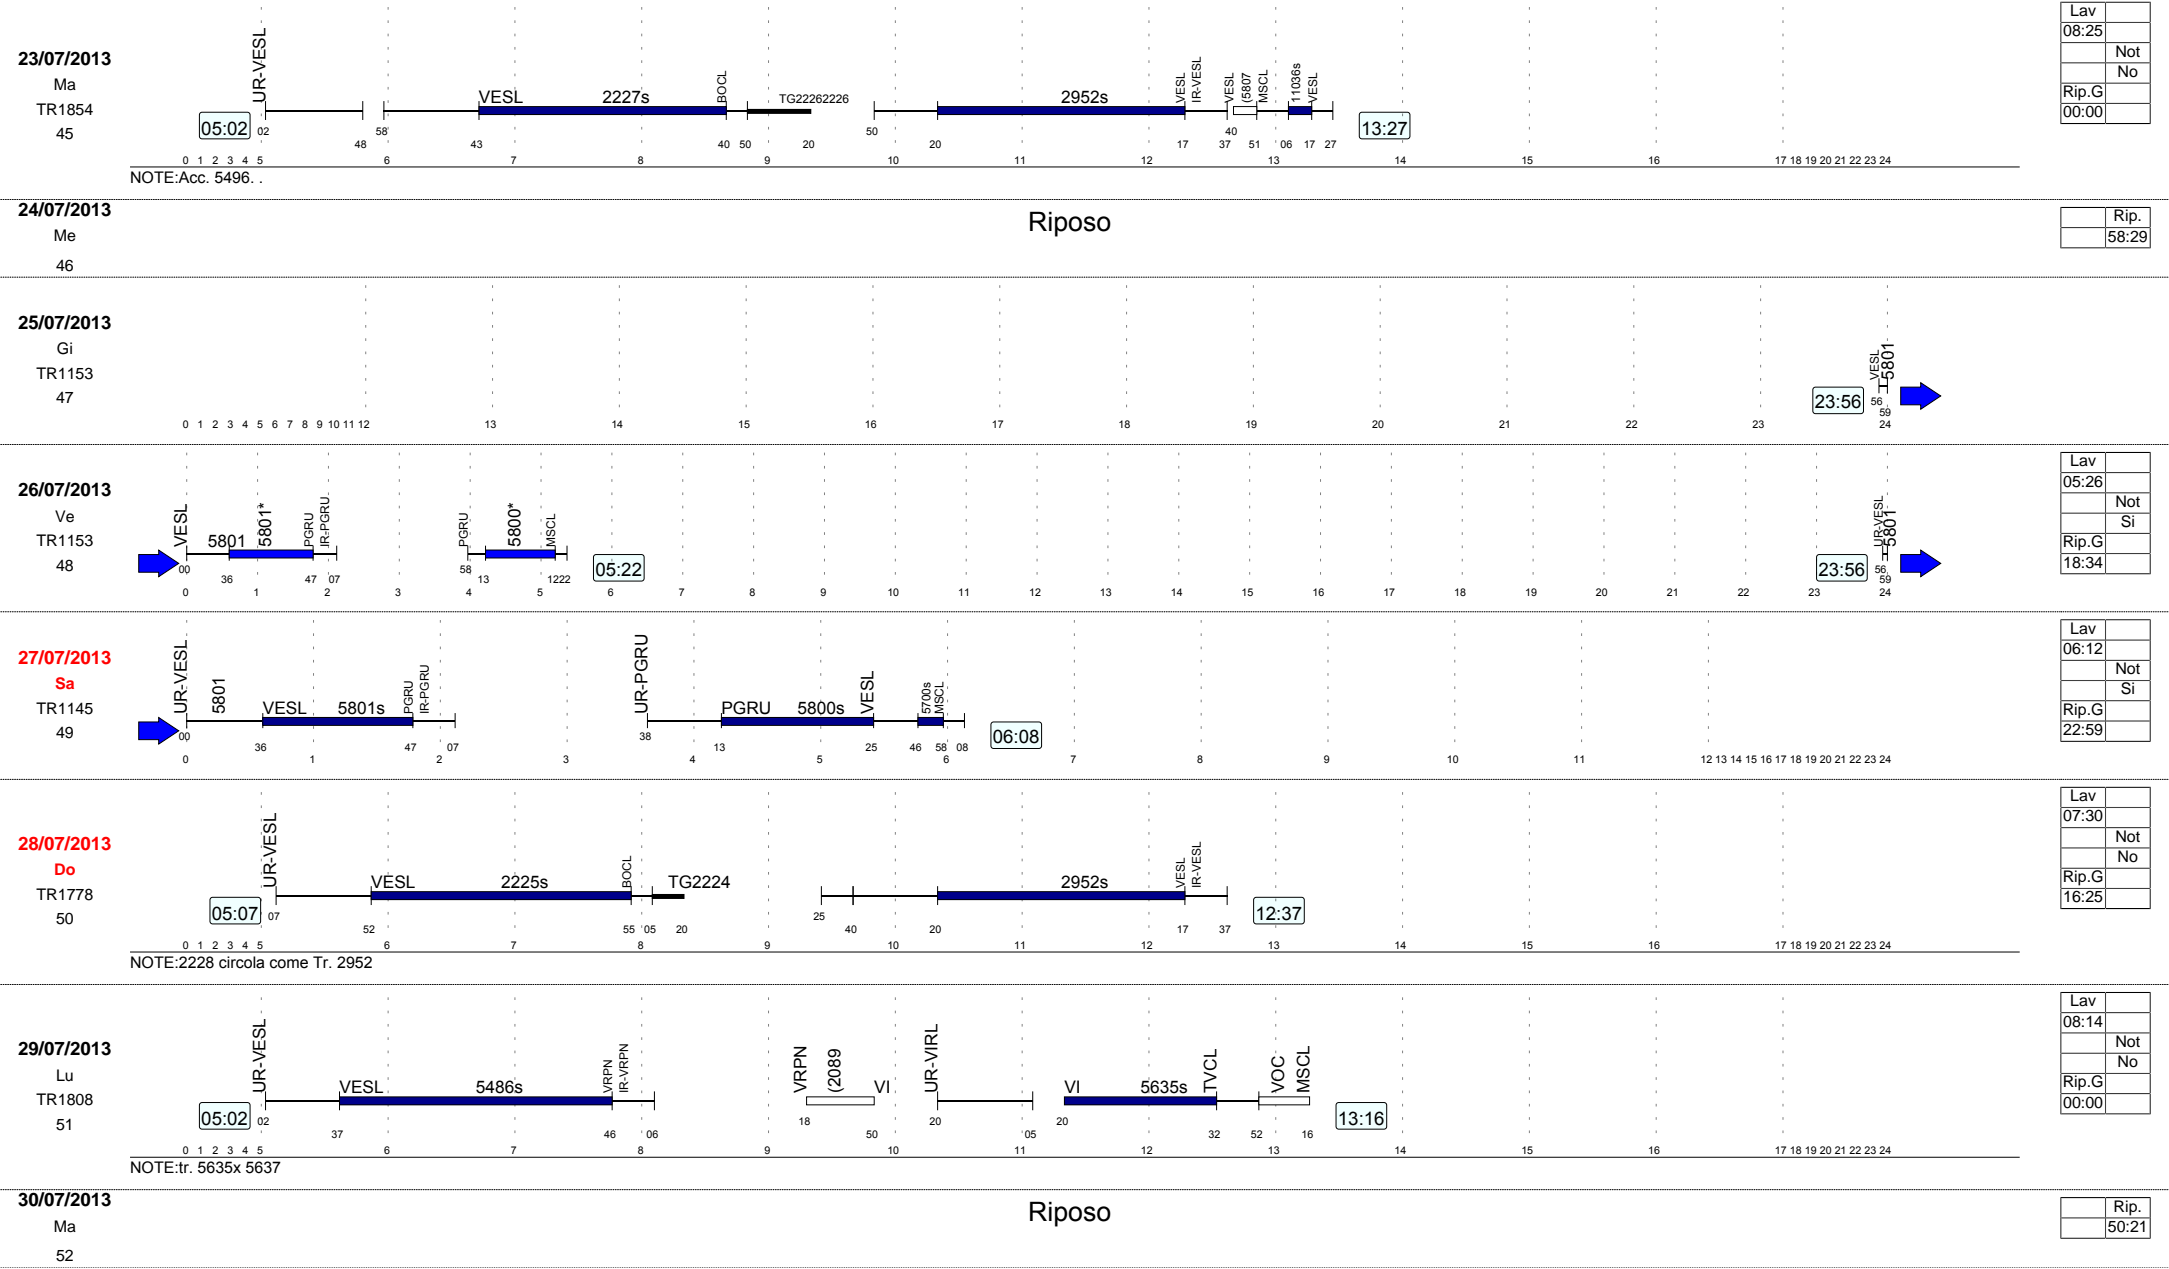 23/07/2013
Ma
TR1854
45
05:02
UR-VESL
VESL 2227s BOCL
TG22262226
2952s
VESL IR-VESL
VESL (5807 MSCL
11036s VESL
13:27
02 48 58 43 40 50 20 50 20 17 37 40 51 06 17 27
0 1 2 3 4 5 6 7 8 9 10 11 12 13 14 15 16 17 18 19 20 21 22 23 24
NOTE:Acc. 5496. .
Lav
08:25
Not
No
Rip.G
00:00
24/07/2013
Me
46
Riposo
Rip.
58:29
25/07/2013
Gi
TR1153
47
23:56
VESL 5801
56 59
0 1 2 3 4 5 6 7 8 9 10 11 12 13 14 15 16 17 18 19 20 21 22 23 24
26/07/2013
Ve
TR1153
48
VESL 5801 5801* PGRU IR-PGRU
PGRU 5800* MSCL
05:22
23:56
UR-VESL 5801
00 36 47 07 58 13 12 22 56 59
0 1 2 3 4 5 6 7 8 9 10 11 12 13 14 15 16 17 18 19 20 21 22 23 24
Lav
05:26
Not
Si
Rip.G
18:34
27/07/2013
Sa
TR1145
49
UR-VESL 5801
VESL 5801s PGRU IR-PGRU
UR-PGRU
PGRU 5800s VESL
5700s MSCL
06:08
00 36 47 07 38 13 25 46 58 08
0 1 2 3 4 5 6 7 8 9 10 11 12 13 14 15 16 17 18 19 20 21 22 23 24
Lav
06:12
Not
Si
Rip.G
22:59
28/07/2013
Do
TR1778
50
05:07
UR-VESL
VESL 2225s BOCL
TG2224
2952s
VESL IR-VESL
12:37
07 52 55 05 20 25 40 20 17 37
0 1 2 3 4 5 6 7 8 9 10 11 12 13 14 15 16 17 18 19 20 21 22 23 24
NOTE:2228 circola come Tr. 2952
Lav
07:30
Not
No
Rip.G
16:25
29/07/2013
Lu
TR1808
51
05:02
UR-VESL
VESL 5486s VRPN IR-VRPN
VRPN (2089 VI
UR-VIRL
VI 5635s TVCL
VOC MSCL
13:16
02 37 46 06 18 50 20 05 20 32 52 16
0 1 2 3 4 5 6 7 8 9 10 11 12 13 14 15 16 17 18 19 20 21 22 23 24
NOTE:tr. 5635x 5637
Lav
08:14
Not
No
Rip.G
00:00
30/07/2013
Ma
52
Riposo
Rip.
50:21